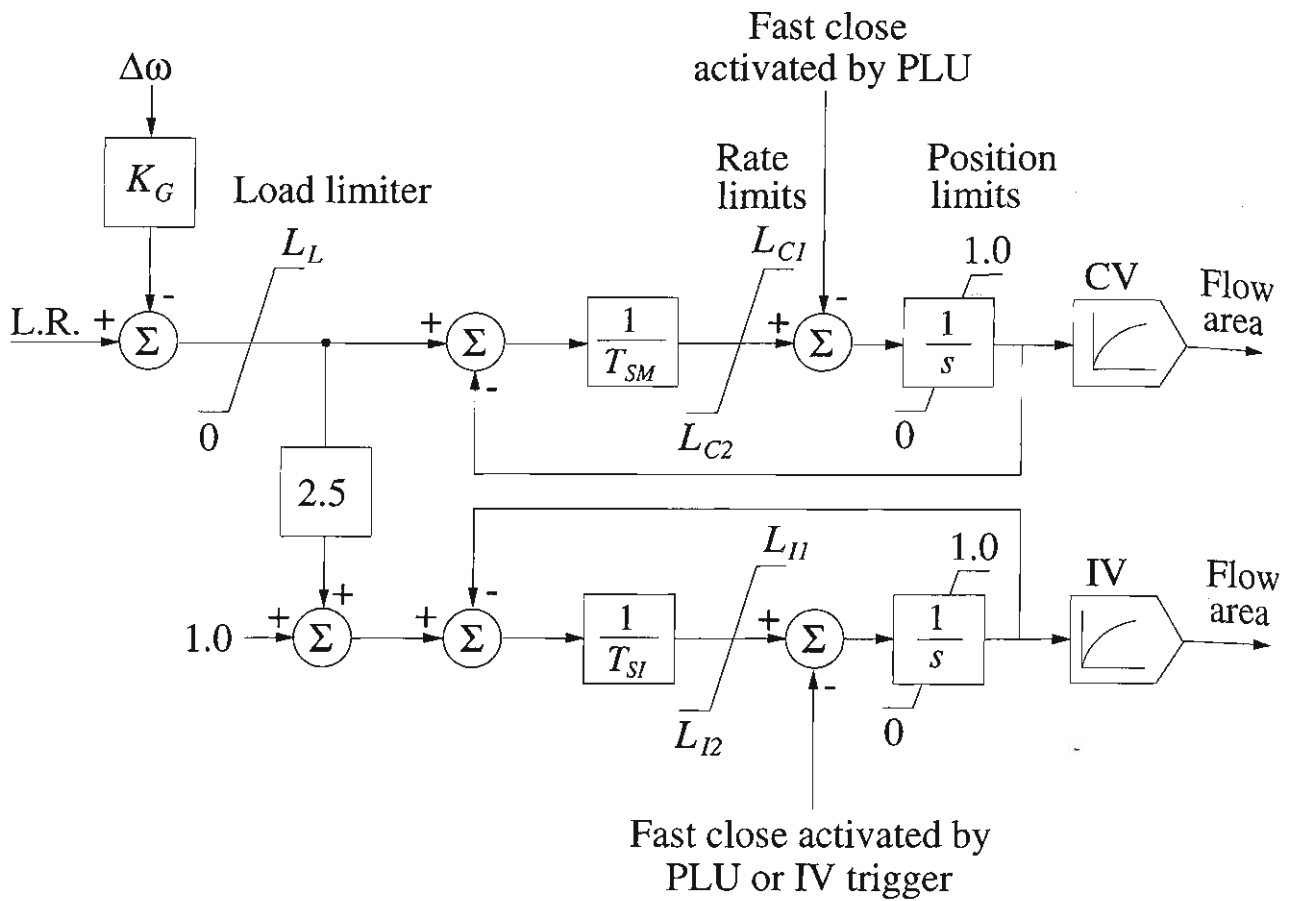 Fast close
activated by PLU
Δω
K_G
Rate
limits
Position
limits
Load limiter
L_L
L_C1
1.0
CV
Flow
area
L.R.
+
-
Σ
0
+
-
Σ
1
T_SM
L_C2
+
-
Σ
1
s
0
2.5
L_I1
1.0
IV
Flow
area
1.0
+
+
Σ
+
-
Σ
1
T_SI
L_I2
+
-
Σ
1
s
0
Fast close activated by
PLU or IV trigger